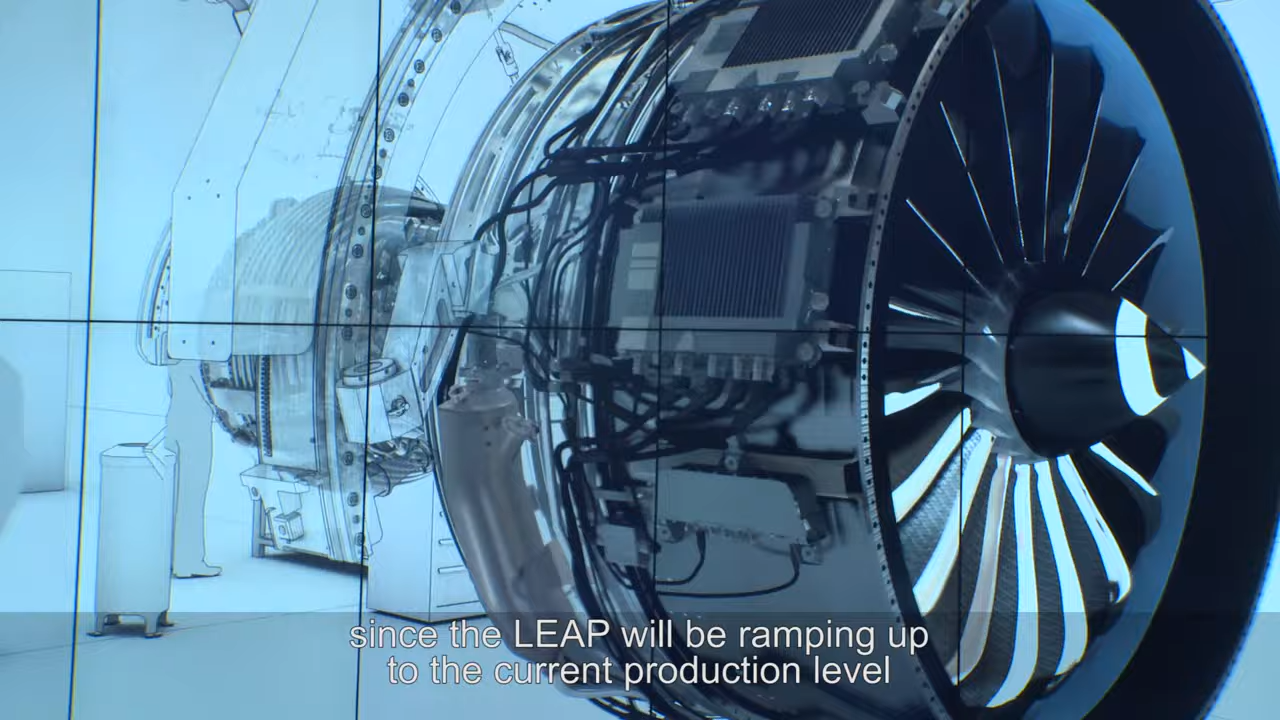 since the LEAP will be ramping up
to the current production level